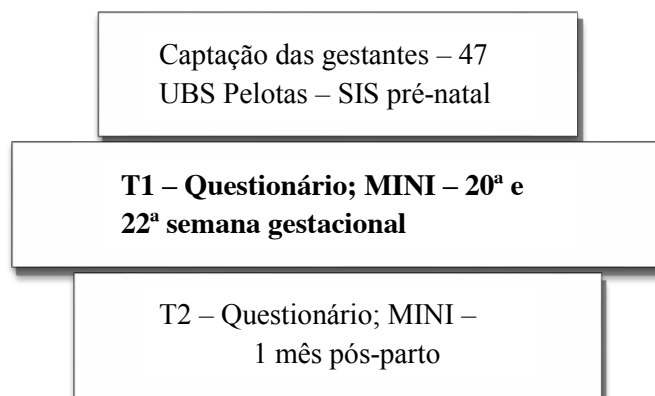 Captação das gestantes – 47
UBS Pelotas – SIS pré-natal
T1 – Questionário; MINI – 20ª e
22ª semana gestacional
T2 – Questionário; MINI –
1 mês pós-parto